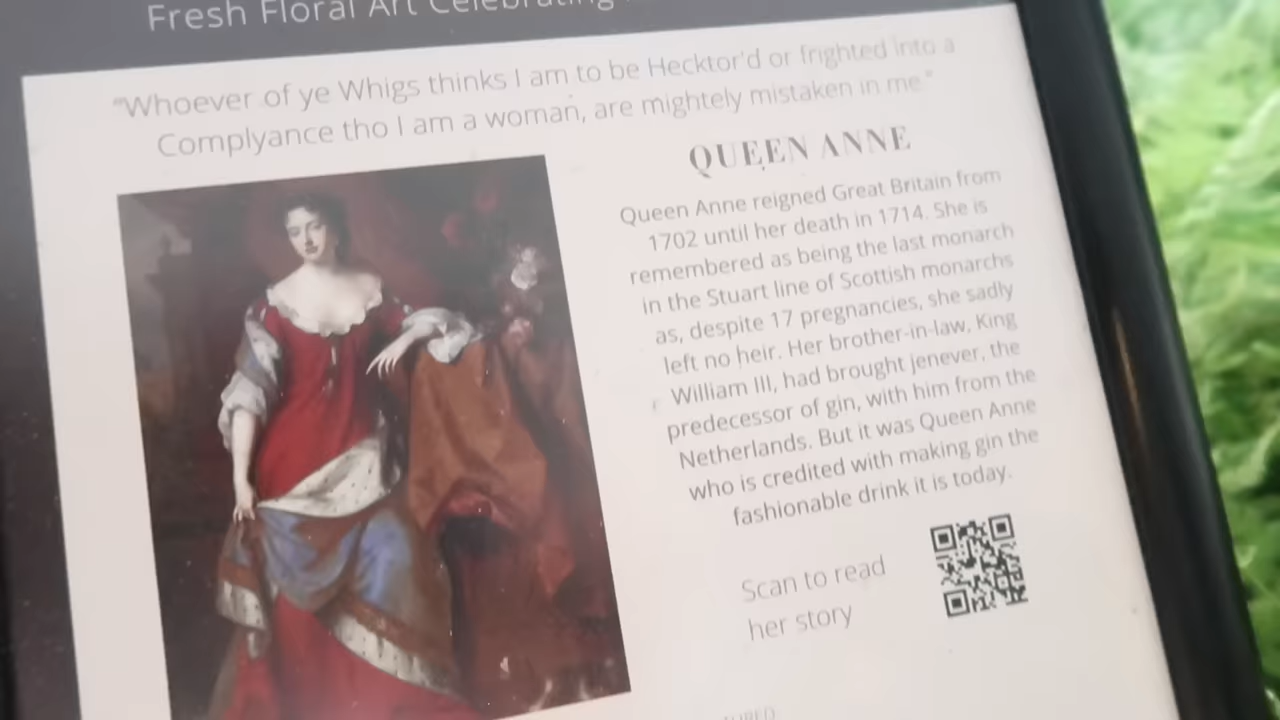 Fresh Floral Art Celebrating
"Whoever of ye Whigs thinks I am to be Hecktor'd or frighted into a
Complyance tho I am a woman, are mightely mistaken in me."
QUEEN ANNE
Queen Anne reigned Great Britain from
1702 until her death in 1714. She is
remembered as being the last monarch
in the Stuart line of Scottish monarchs
as, despite 17 pregnancies, she sadly
left no heir. Her brother-in-law, King
William III, had brought jenever, the
predecessor of gin, with him from the
Netherlands. But it was Queen Anne
who is credited with making gin the
fashionable drink it is today.
Scan to read
her story